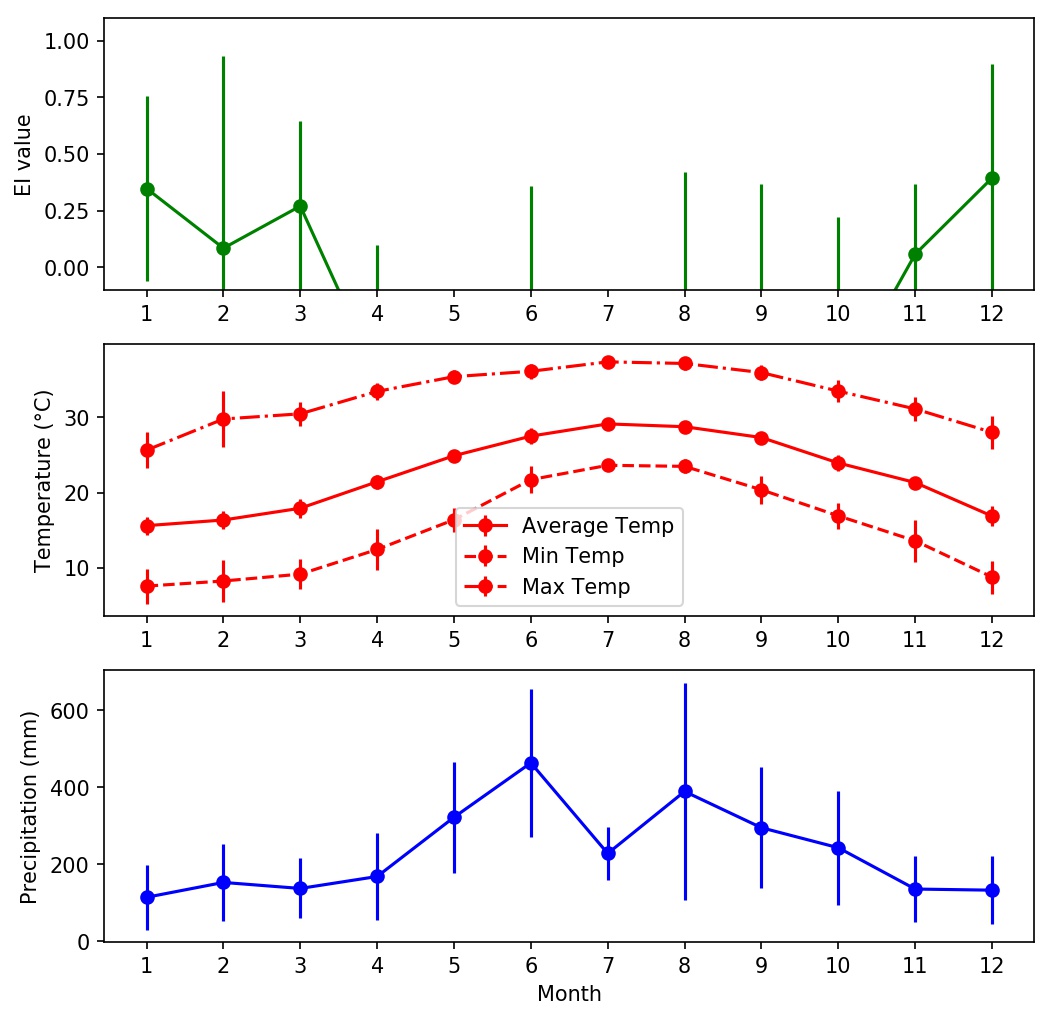 EI value
1.00
0.75
0.50
0.25
0.00
1 2 3 4 5 6 7 8 9 10 11 12
Temperature (°C)
30
20
10
Average Temp
Min Temp
Max Temp
1 2 3 4 5 6 7 8 9 10 11 12
Precipitation (mm)
600
400
200
0
1 2 3 4 5 6 7 8 9 10 11 12
Month